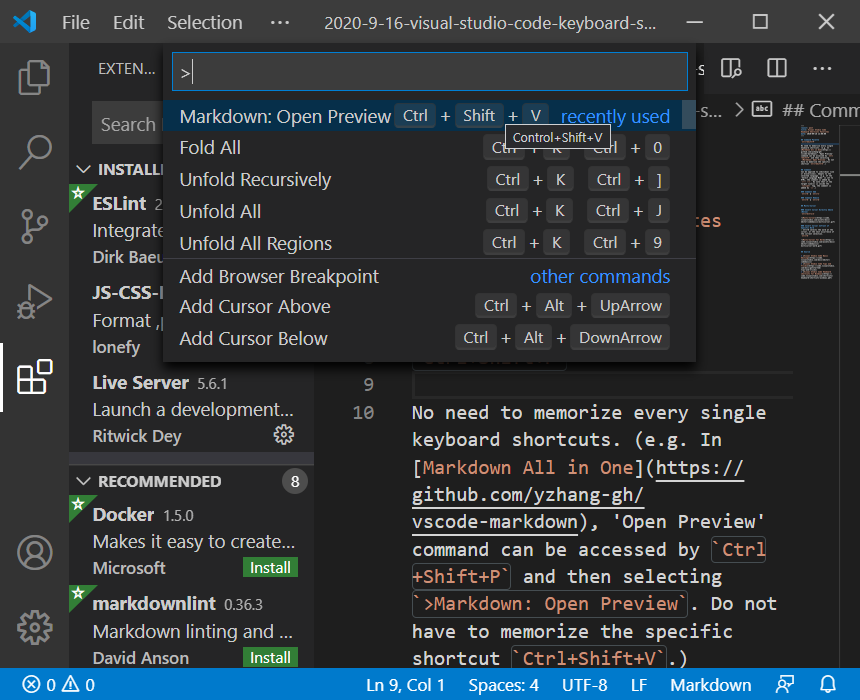 File Edit Selection ··· 2020-9-16-visual-studio-code-keyboard-s...
EXTEN...
>
Search
Markdown: Open Preview Ctrl + Shift + V recently used
Control+Shift+V
Fold All Ctrl + K Ctrl + 0
Unfold Recursively Ctrl + K Ctrl + ]
Unfold All Ctrl + K Ctrl + J
Unfold All Regions Ctrl + K Ctrl + 9
Add Browser Breakpoint other commands
Add Cursor Above Ctrl + Alt + UpArrow
Add Cursor Below Ctrl + Alt + DownArrow
-s... > abc ## Comm
INSTALLE
ESLint 2
Integrate
Dirk Baeu
JS-CSS-
Format ,
lonefy
Live Server 5.6.1
Launch a development...
Ritwick Dey
RECOMMENDED 8
Docker 1.5.0
Makes it easy to create...
Microsoft Install
markdownlint 0.36.3
Markdown linting and ...
David Anson Install
ces
9
10 No need to memorize every single
keyboard shortcuts. (e.g. In
[Markdown All in One](https://
github.com/yzhang-gh/
vscode-markdown), 'Open Preview'
command can be accessed by `Ctrl
+Shift+P` and then selecting
`>Markdown: Open Preview`. Do not
have to memorize the specific
shortcut `Ctrl+Shift+V`.)
0 0 Ln 9, Col 1 Spaces: 4 UTF-8 LF Markdown